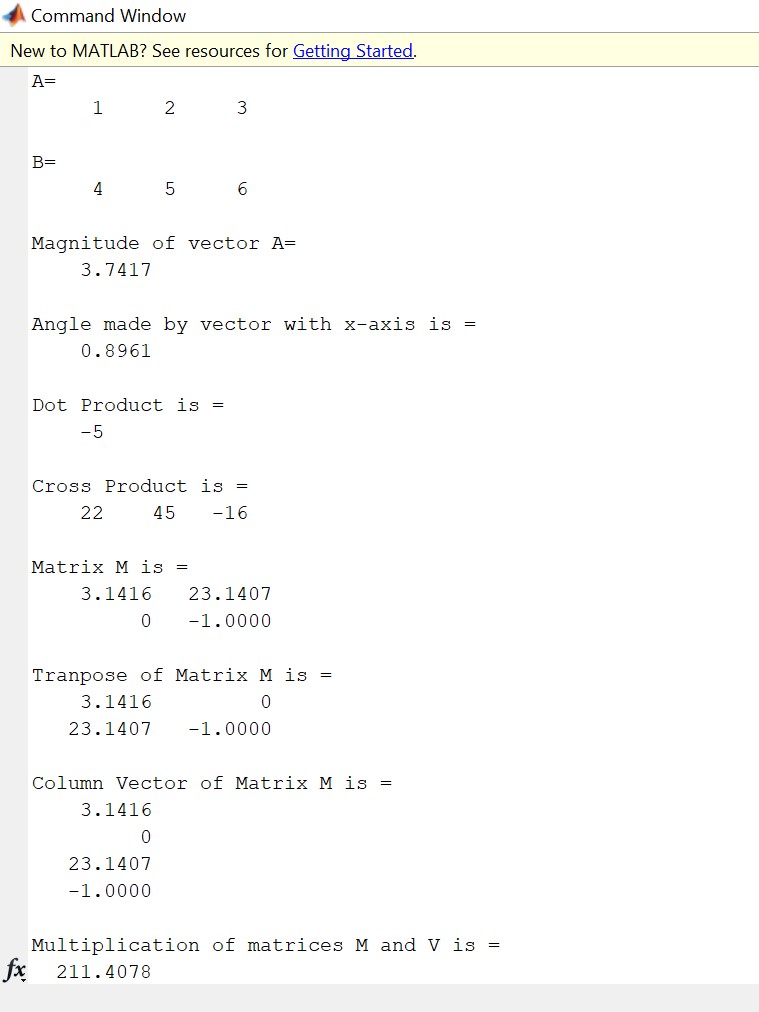 Command Window
New to MATLAB? See resources for Getting Started.
A=
1 2 3
B=
4 5 6
Magnitude of vector A=
3.7417
Angle made by vector with x-axis is =
0.8961
Dot Product is =
-5
Cross Product is =
22 45 -16
Matrix M is =
3.1416 23.1407
0 -1.0000
Tranpose of Matrix M is =
3.1416 0
23.1407 -1.0000
Column Vector of Matrix M is =
3.1416
0
23.1407
-1.0000
Multiplication of matrices M and V is =
fx 211.4078